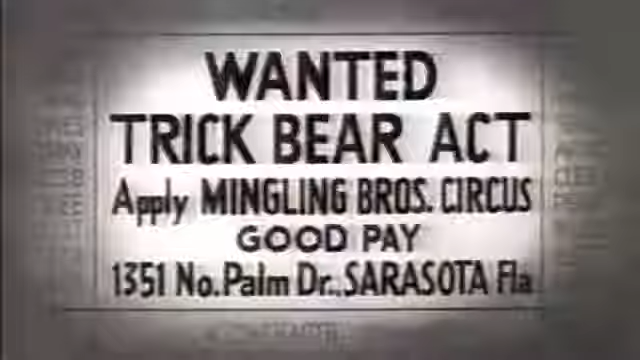 WANTED
TRICK BEAR ACT
Apply MINGLING BROS. CIRCUS
GOOD PAY
1351 No. Palm Dr., SARASOTA Fla